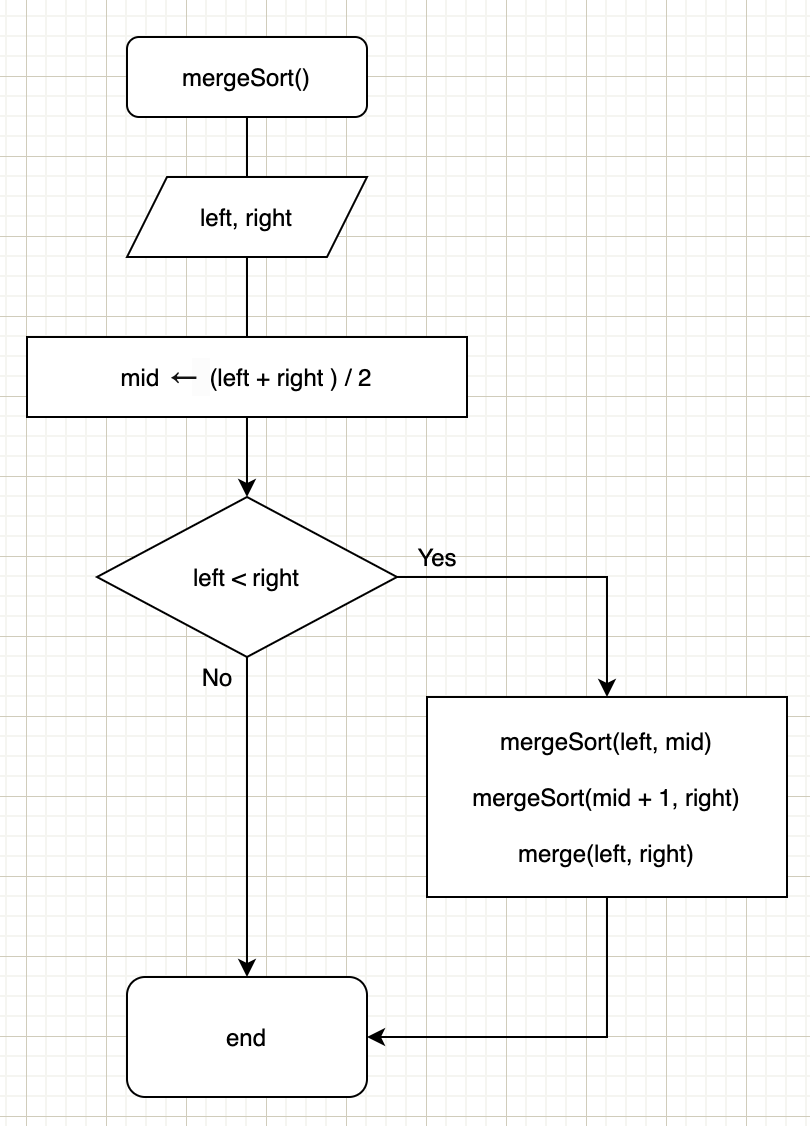 mergeSort()
left, right
mid ← (left + right ) / 2
left < right
Yes
No
mergeSort(left, mid)
mergeSort(mid + 1, right)
merge(left, right)
end